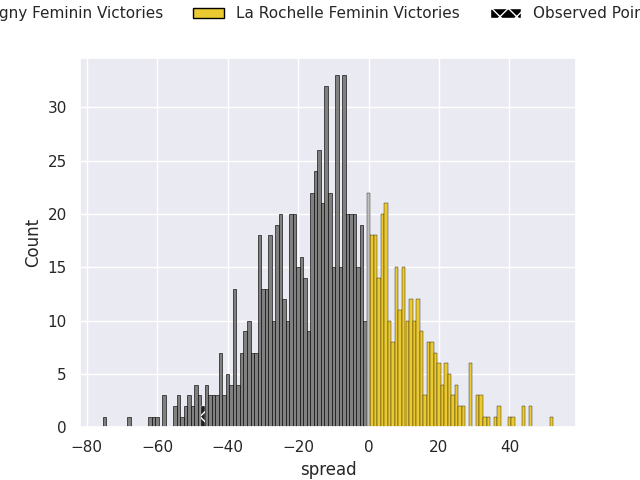 gny Feminin Victories La Rochelle Feminin Victories Observed Poin
30
25
20
15
10
5
0
Count
−80 −60 −40 −20 0 20 40
spread